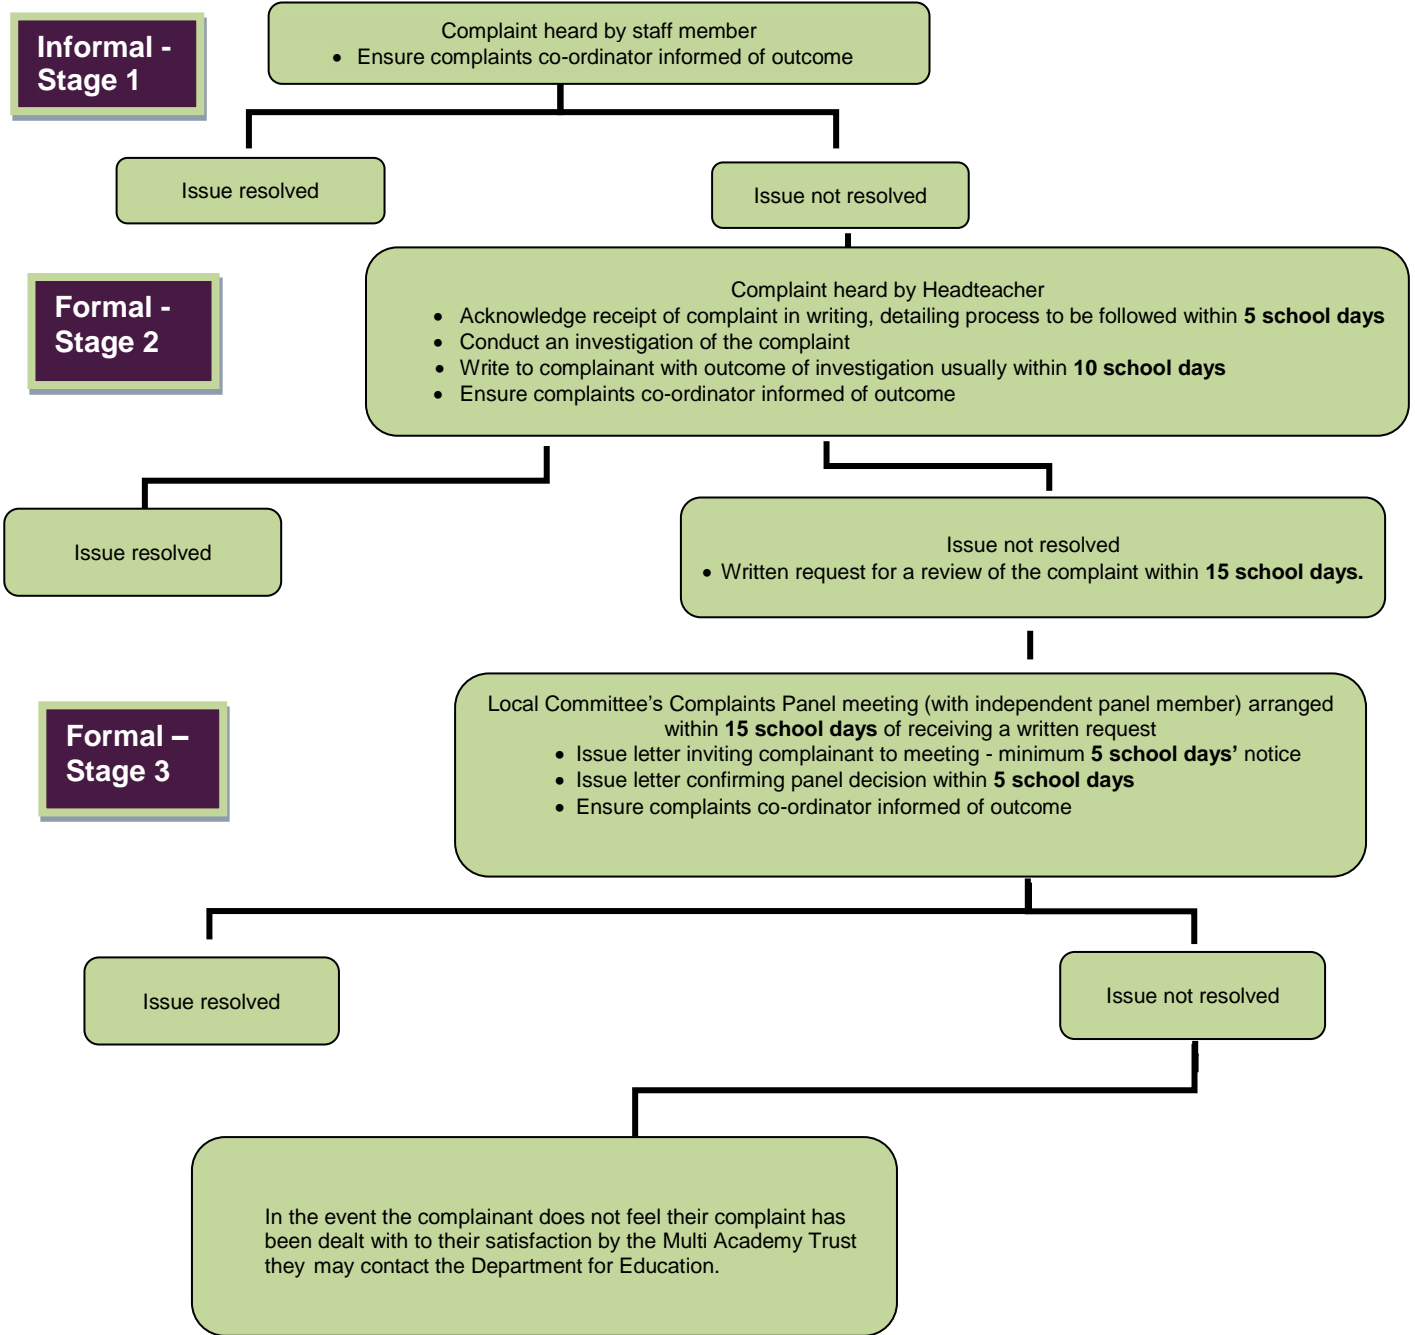 Informal -
Stage 1
Complaint heard by staff member
• Ensure complaints co-ordinator informed of outcome
Issue resolved
Issue not resolved
Formal -
Stage 2
Complaint heard by Headteacher
• Acknowledge receipt of complaint in writing, detailing process to be followed within 5 school days
• Conduct an investigation of the complaint
• Write to complainant with outcome of investigation usually within 10 school days
• Ensure complaints co-ordinator informed of outcome
Issue resolved
Issue not resolved
• Written request for a review of the complaint within 15 school days.
Formal –
Stage 3
Local Committee’s Complaints Panel meeting (with independent panel member) arranged
within 15 school days of receiving a written request
• Issue letter inviting complainant to meeting - minimum 5 school days’ notice
• Issue letter confirming panel decision within 5 school days
• Ensure complaints co-ordinator informed of outcome
Issue resolved
Issue not resolved
In the event the complainant does not feel their complaint has
been dealt with to their satisfaction by the Multi Academy Trust
they may contact the Department for Education.